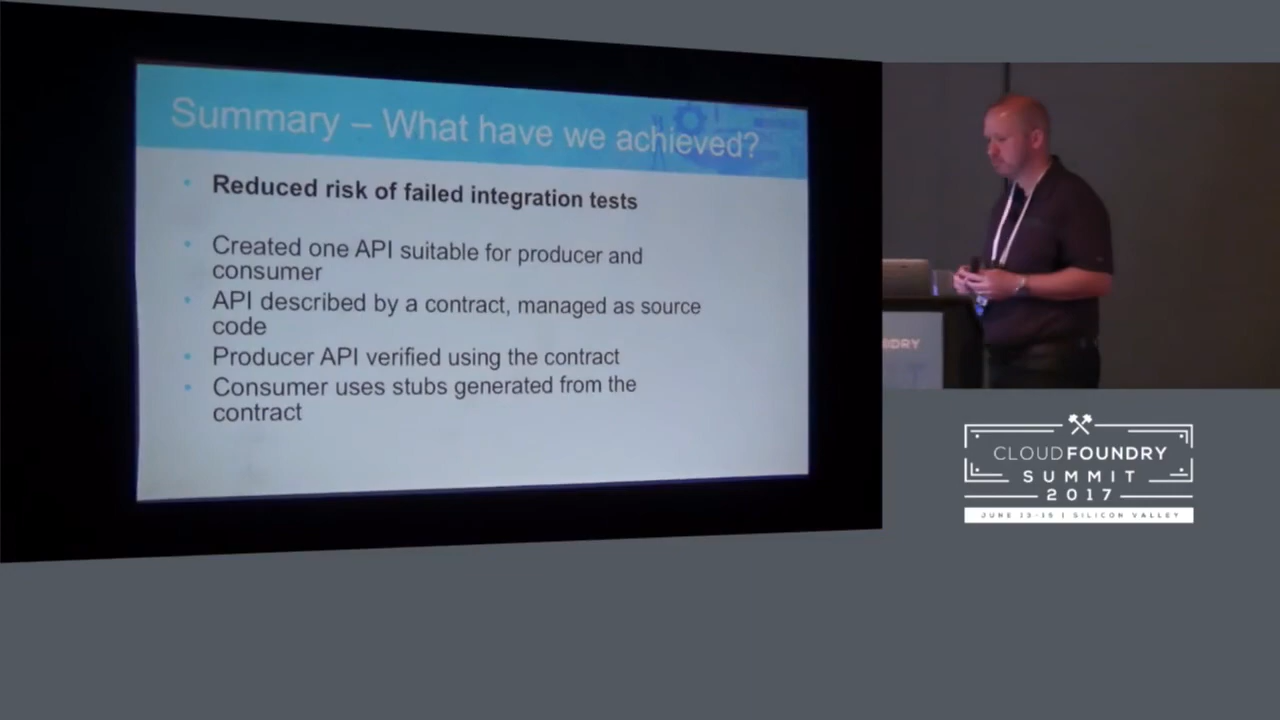 Summary – What have we achieved?
• Reduced risk of failed integration tests
• Created one API suitable for producer and
consumer
• API described by a contract, managed as source
code
• Producer API verified using the contract
• Consumer uses stubs generated from the
contract
CLOUDFOUNDRY
SUMMIT
2017
JUNE 13-15 | SILICON VALLEY